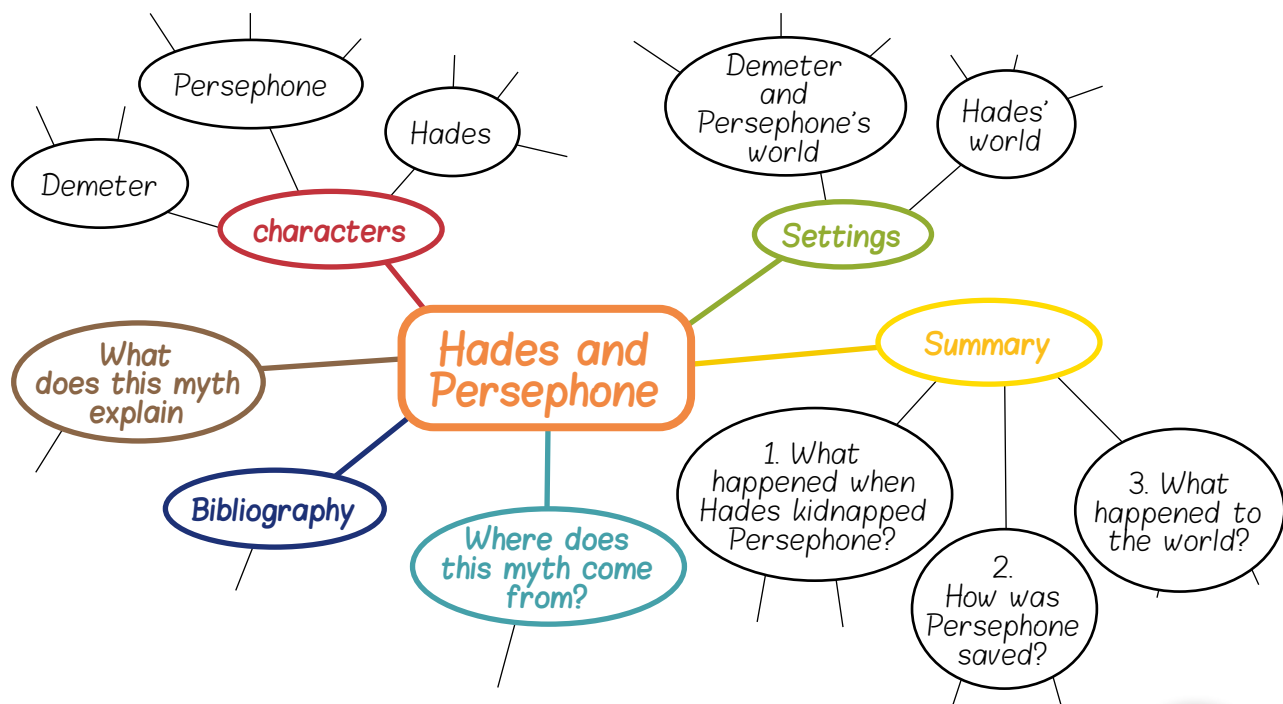 Persephone
Hades
Demeter
characters
Demeter
and
Persephone's
world
Hades'
world
Settings
Hades and
Persephone
What
does this myth
explain
Bibliography
Where does
this myth come
from?
Summary
1. What
happened when
Hades kidnapped
Persephone?
2.
How was
Persephone
saved?
3. What
happened to
the world?